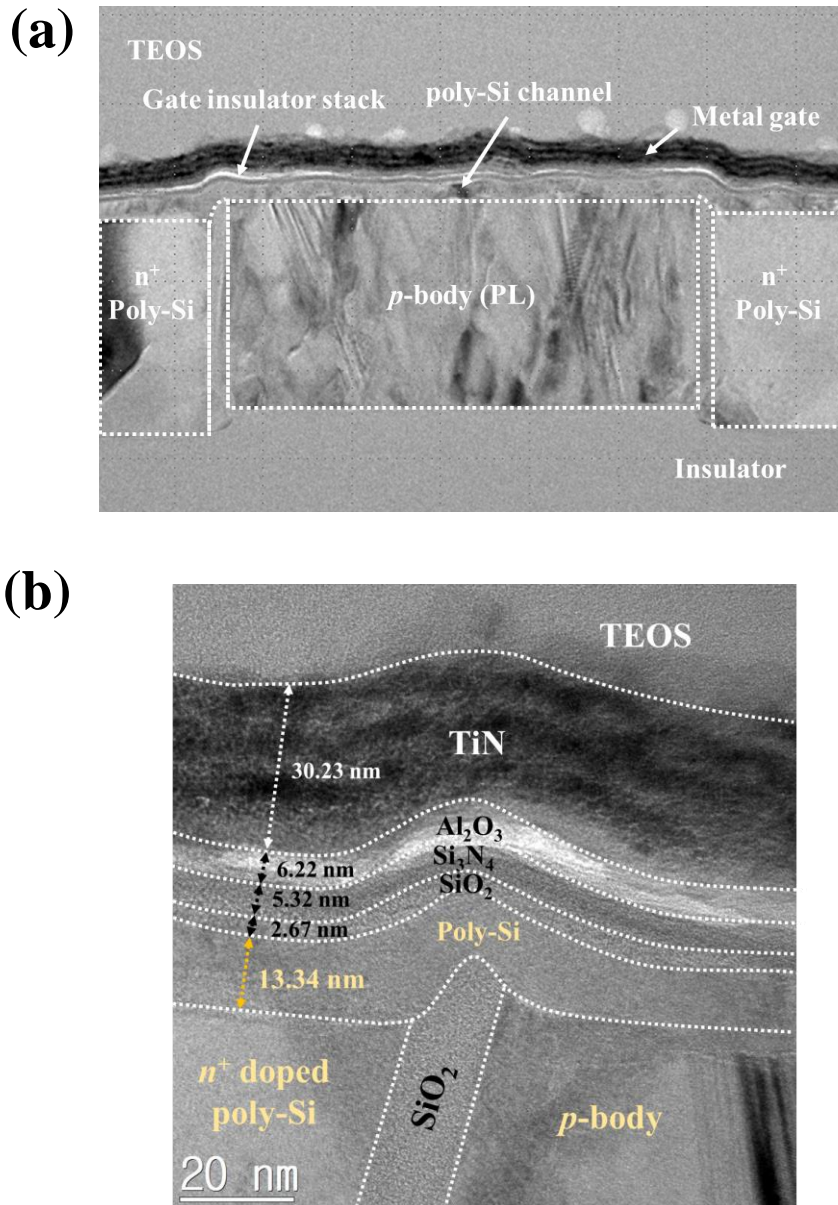 (a)
TEOS
Gate insulator stack
poly-Si channel
Metal gate
n⁺
Poly-Si
p-body (PL)
n⁺
Poly-Si
Insulator
(b)
TEOS
TiN
30.23 nm
Al₂O₃
6.22 nm
Si₃N₄
5.32 nm
SiO₂
2.67 nm
Poly-Si
13.34 nm
n⁺ doped
poly-Si
SiO₂
p-body
20 nm